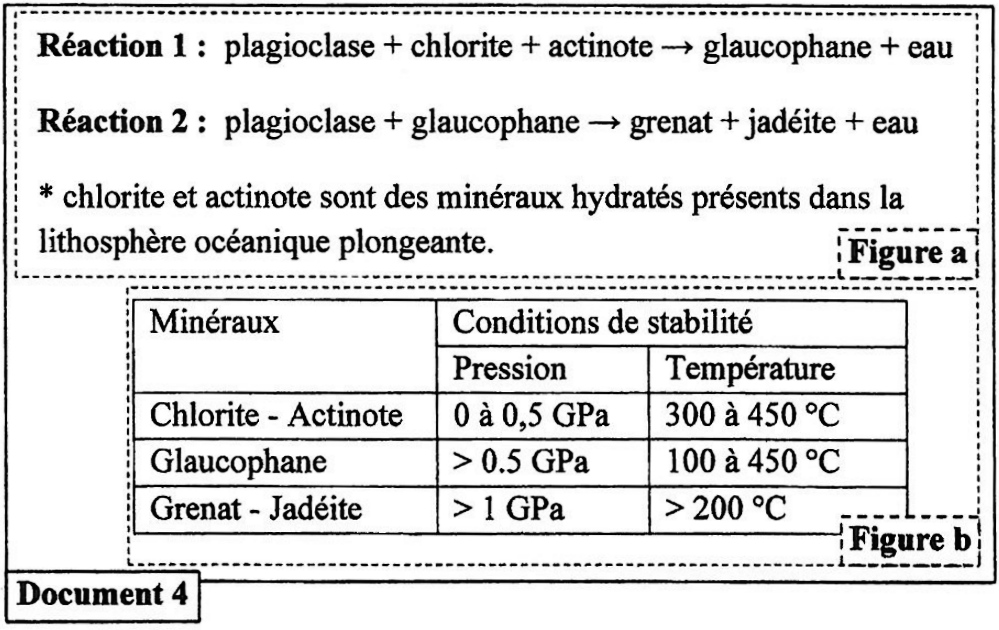 Réaction 1 : plagioclase + chlorite + actinote → glaucophane + eau
Réaction 2 : plagioclase + glaucophane → grenat + jadéite + eau
* chlorite et actinote sont des minéraux hydratés présents dans la
lithosphère océanique plongeante.
Figure a
Minéraux Conditions de stabilité
Pression Température
Chlorite - Actinote 0 à 0,5 GPa 300 à 450 °C
Glaucophane > 0.5 GPa 100 à 450 °C
Grenat - Jadéite > 1 GPa > 200 °C
Figure b
Document 4